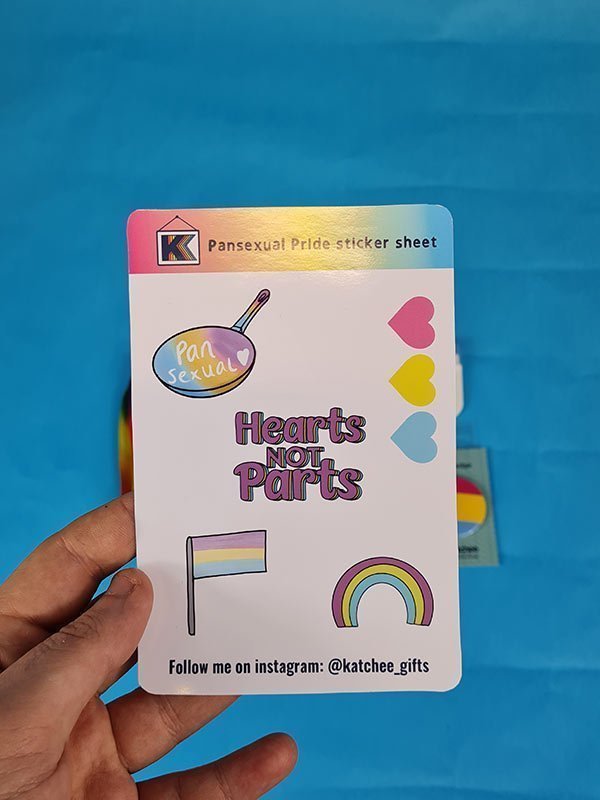 K Pansexual Pride sticker sheet
Pan
Sexual
Hearts
NOT
Parts
Follow me on instagram: @katchee_gifts